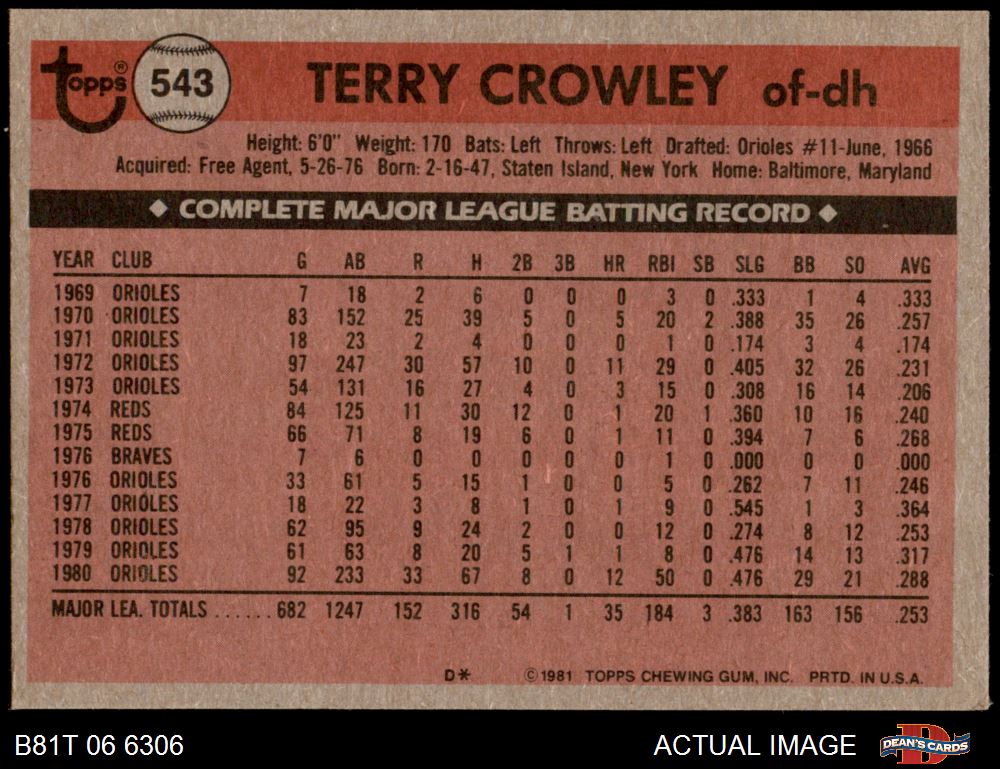 topps® 543 TERRY CROWLEY of-dh
Height: 6'0" Weight: 170 Bats: Left Throws: Left Drafted: Orioles #11-June, 1966
Acquired: Free Agent, 5-26-76 Born: 2-16-47, Staten Island, New York Home: Baltimore, Maryland
◆ COMPLETE MAJOR LEAGUE BATTING RECORD ◆
YEAR CLUB G AB R H 2B 3B HR RBI SB SLG BB SO AVG
1969 ORIOLES 7 18 2 6 0 0 0 3 0 .333 1 4 .333
1970 ORIOLES 83 152 25 39 5 0 5 20 2 .388 35 26 .257
1971 ORIOLES 18 23 2 4 0 0 0 1 0 .174 3 4 .174
1972 ORIOLES 97 247 30 57 10 0 11 29 0 .405 32 26 .231
1973 ORIOLES 54 131 16 27 4 0 3 15 0 .308 16 14 .206
1974 REDS 84 125 11 30 12 0 1 20 1 .360 10 16 .240
1975 REDS 66 71 8 19 6 0 1 11 0 .394 7 6 .268
1976 BRAVES 7 6 0 0 0 0 0 1 0 .000 0 0 .000
1976 ORIOLES 33 61 5 15 1 0 0 5 0 .262 7 11 .246
1977 ORIOLES 18 22 3 8 1 0 1 9 0 .545 1 3 .364
1978 ORIOLES 62 95 9 24 2 0 0 12 0 .274 8 12 .253
1979 ORIOLES 61 63 8 20 5 1 1 8 0 .476 14 13 .317
1980 ORIOLES 92 233 33 67 8 0 12 50 0 .476 29 21 .288
MAJOR LEA. TOTALS ...... 682 1247 152 316 54 1 35 184 3 .383 163 156 .253
D* ©1981 TOPPS CHEWING GUM, INC. PRTD. IN U.S.A.
B81T 06 6306 ACTUAL IMAGE DEAN'S CARDS